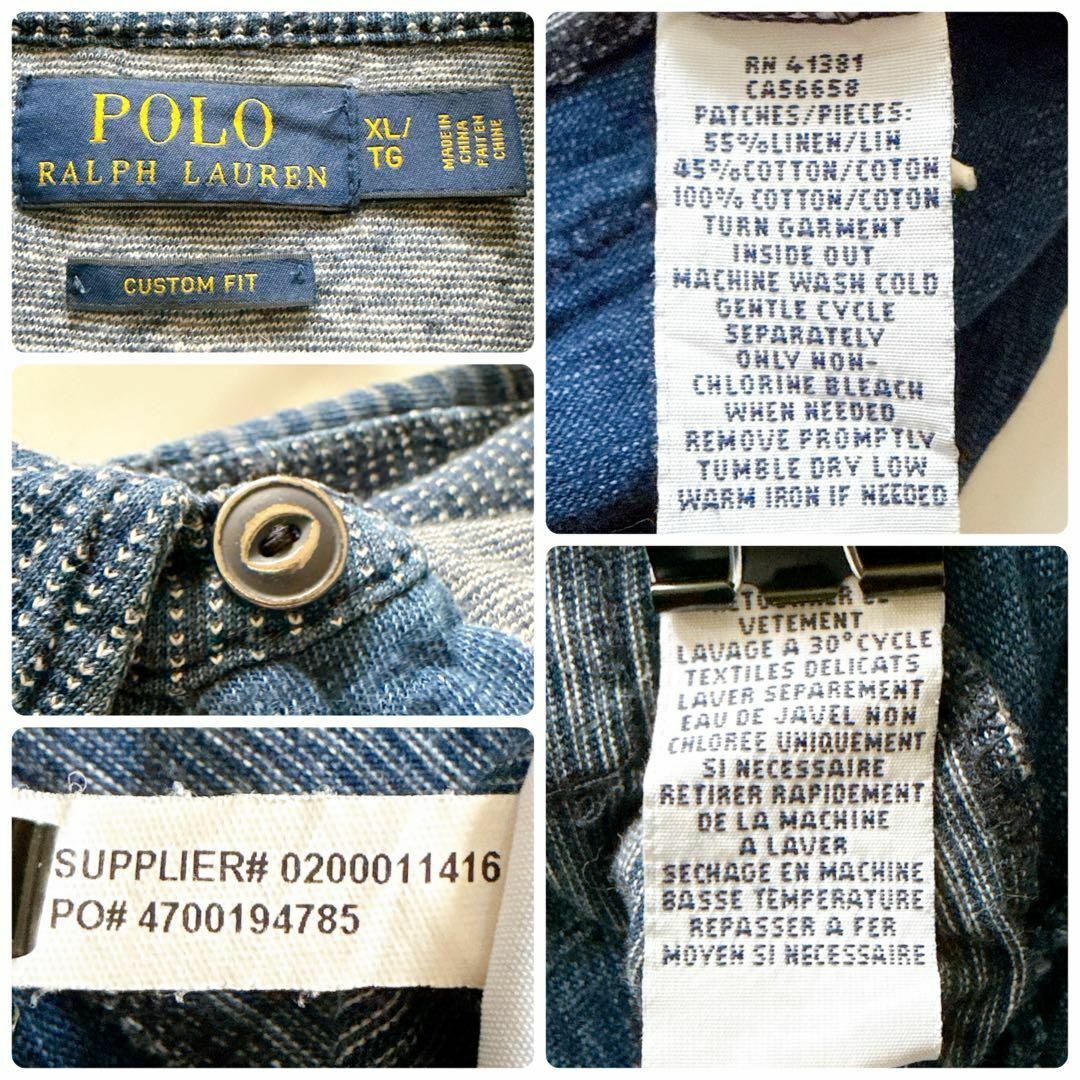 POLO
RALPH LAUREN
XL/
TG
MADE IN
CHINA
FAIT EN
CHINE
CUSTOM FIT
RN 41381
CA56658
PATCHES/PIECES:
55%LINEN/LIN
45%COTTON/COTON
100% COTTON/COTON
TURN GARMENT
INSIDE OUT
MACHINE WASH COLD
GENTLE CYCLE
SEPARATELY
ONLY NON-
CHLORINE BLEACH
WHEN NEEDED
REMOVE PROMPTLY
TUMBLE DRY LOW
WARM IRON IF NEEDED
SUPPLIER# 0200011416
PO# 4700194785
VETEMENT
LAVAGE A 30° CYCLE
TEXTILES DELICATS
LAVER SEPAREMENT
EAU DE JAVEL NON
CHLOREE UNIQUEMENT
SI NECESSAIRE
RETIRER RAPIDEMENT
DE LA MACHINE
A LAVER
SECHAGE EN MACHINE
BASSE TEMPERATURE
REPASSER A FER
MOYEN SI NECESSAIRE